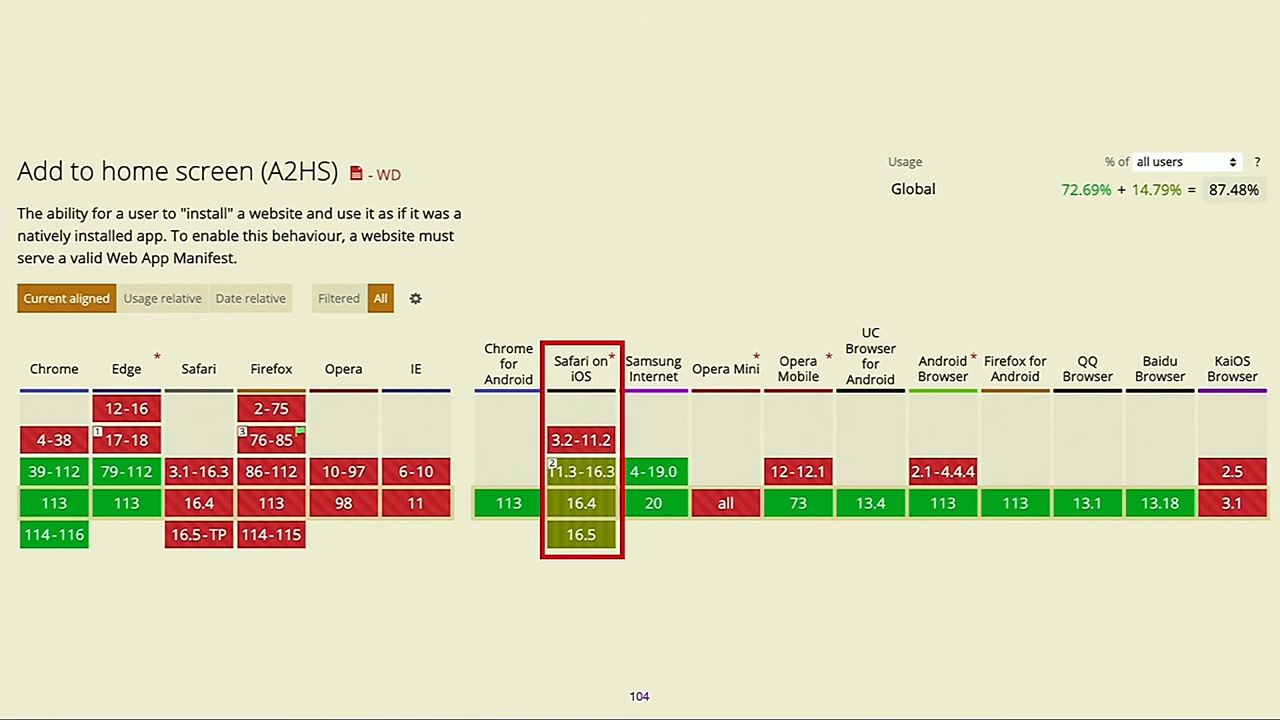 Add to home screen (A2HS) - WD
The ability for a user to "install" a website and use it as if it was a
natively installed app. To enable this behaviour, a website must
serve a valid Web App Manifest.
Usage % of all users ?
Global 72.69% + 14.79% = 87.48%
Current aligned Usage relative Date relative Filtered All
Chrome
Edge *
Safari
Firefox
Opera
IE
Chrome
for
Android
Safari on *
iOS
Samsung
Internet
Opera Mini *
Opera *
Mobile
UC
Browser
for
Android
Android *
Browser
Firefox for
Android
QQ
Browser
Baidu
Browser
KaiOS
Browser
12-16 2-75
4-38 1 17-18 3 76-85 3.2-11.2
39-112 79-112 3.1-16.3 86-112 10-97 6-10 2 11.3-16.3 4-19.0 12-12.1 2.1-4.4.4 2.5
113 113 16.4 113 98 11 113 16.4 20 all 73 13.4 113 113 13.1 13.18 3.1
114-116 16.5-TP 114-115 16.5
104